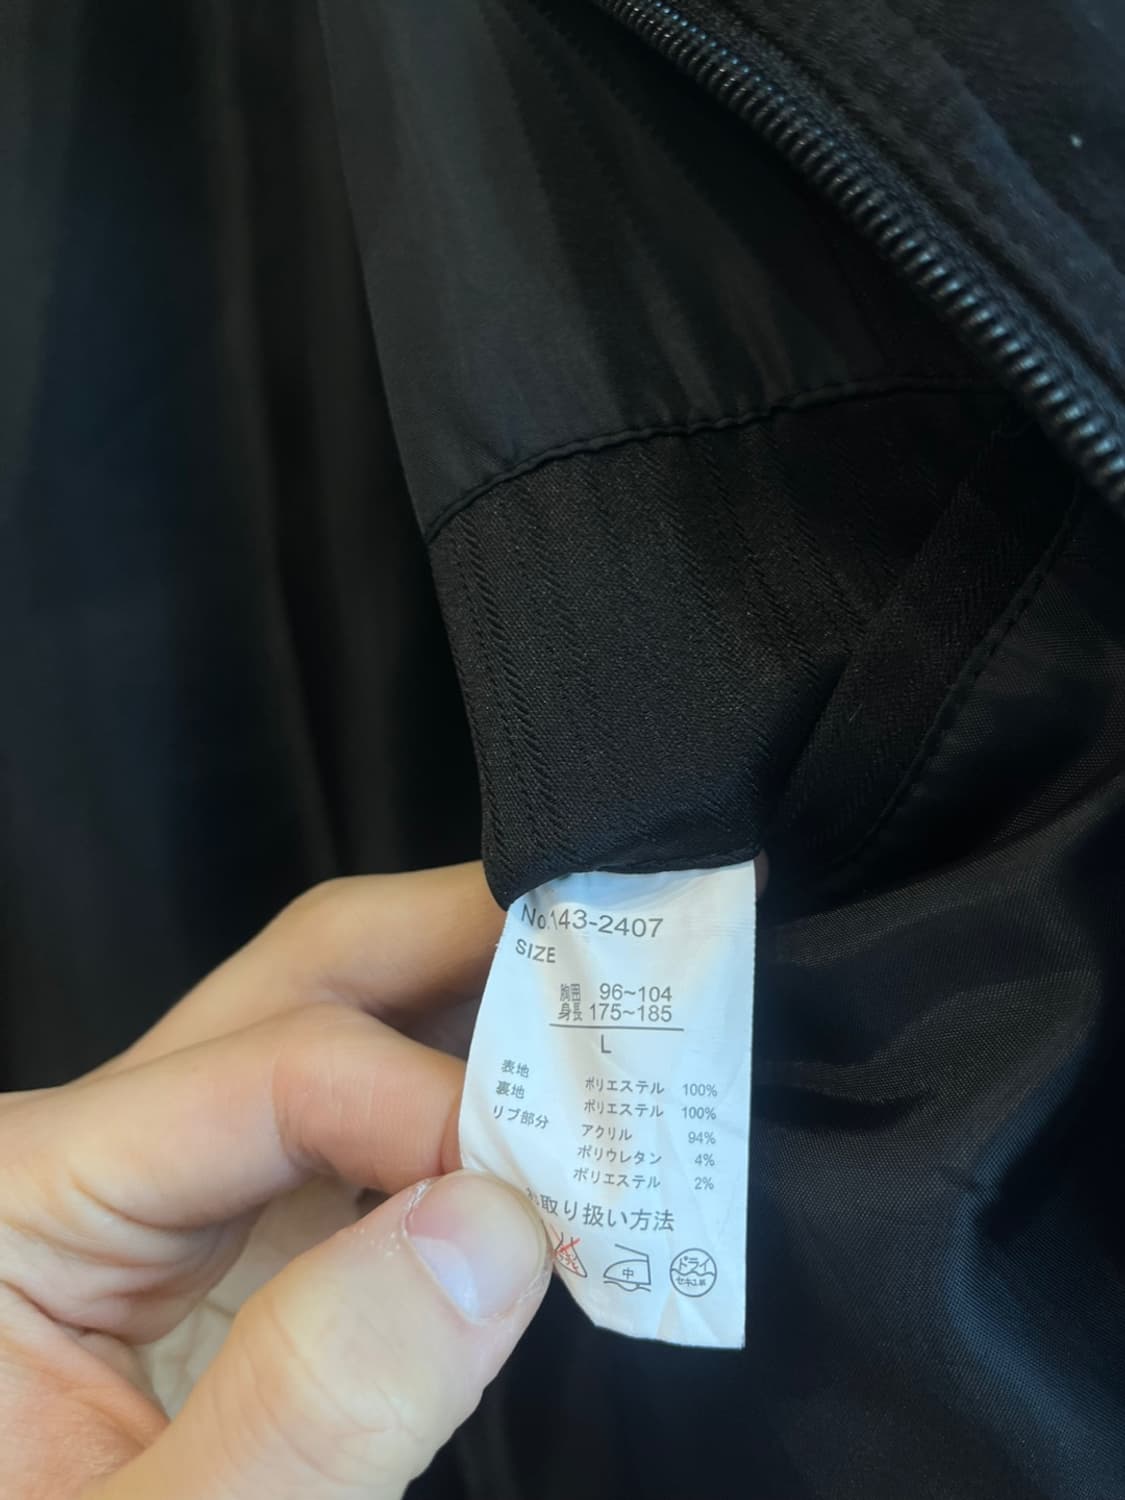 No.143-2407
SIZE
胸囲 96~104
身長 175~185
L
表地 ポリエステル 100%
裏地 ポリエステル 100%
リブ部分 アクリル 94%
ポリウレタン 4%
ポリエステル 2%
お取り扱い方法
中
ドライ
セキユ系